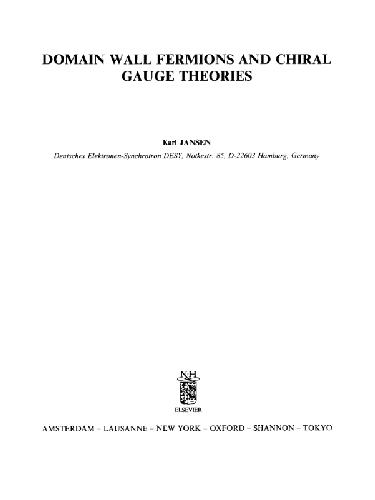 DOMAIN WALL FERMIONS AND CHIRAL
GAUGE THEORIES
Karl JANSEN
Deutsches Elektronen-Synchrotron DESY, Notkestr. 85, D-22603 Hamburg, Germany
NH
ELSEVIER
AMSTERDAM – LAUSANNE – NEW YORK – OXFORD – SHANNON – TOKYO